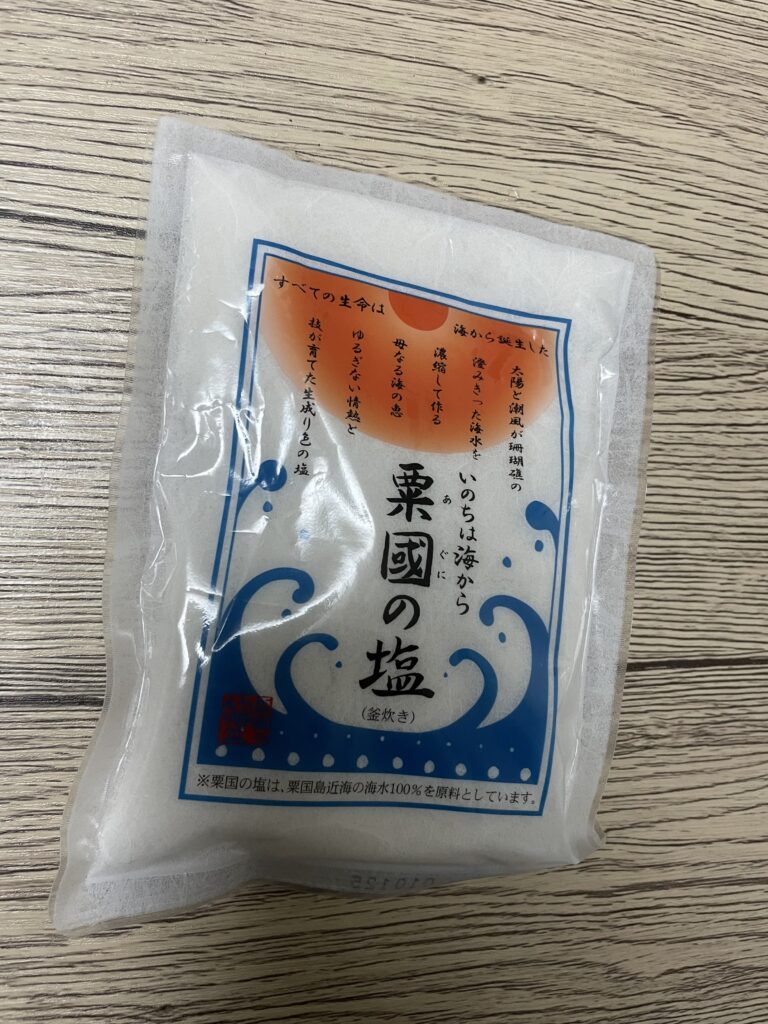 すべての生命は
海から誕生した
太陽と潮風が珊瑚礁の
澄みきった海水を
濃縮して作る
母なる海の恵
ゆるぎない情熱と
技が育てた生成り色の塩
いのちは海から
粟國の塩
あぐに
(釜炊き)
※粟国の塩は、粟国島近海の海水100%を原料としています。
010125